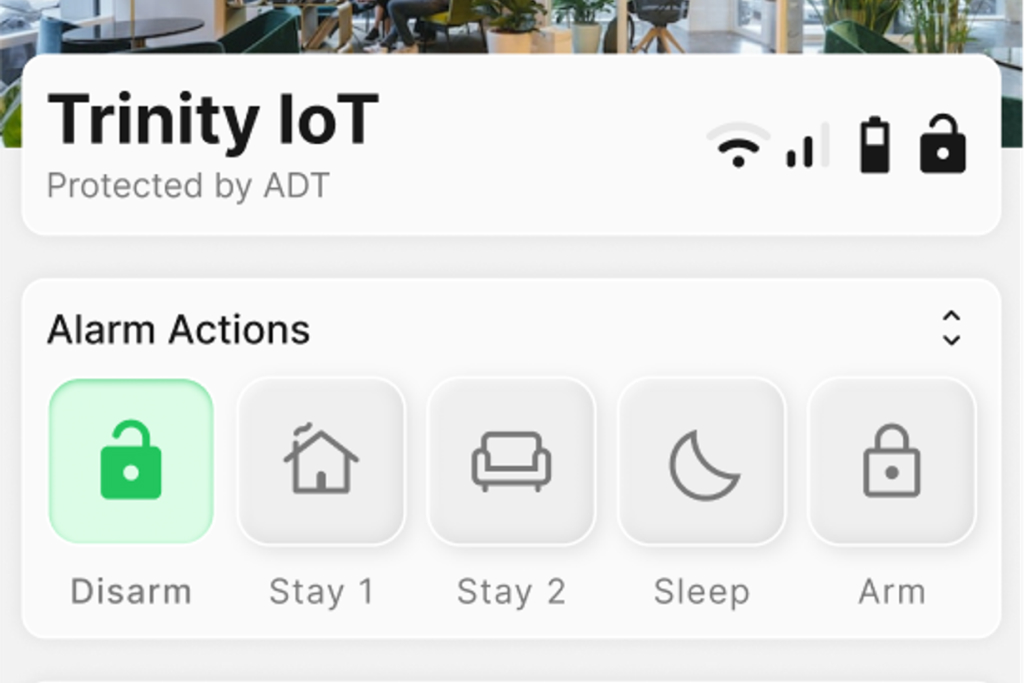 Trinity IoT
Protected by ADT
Alarm Actions
Disarm
Stay 1
Stay 2
Sleep
Arm